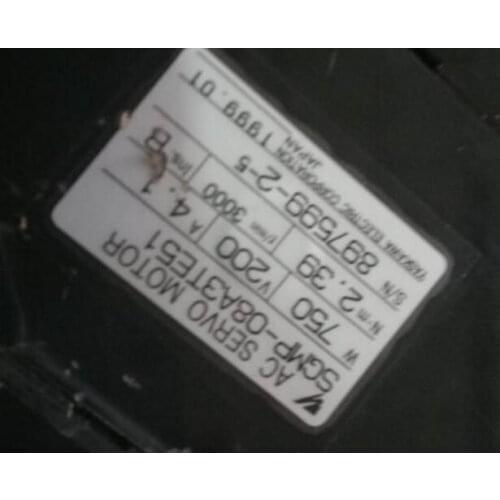 AC SERVO MOTOR
SGMP-08A3TE51
W 750 V 200 A 4.1
N·m 2.39 r/min 3000 Ins. B
S/N 897599-2-5
YASKAWA ELECTRIC CORPORATION 1999.01
JAPAN